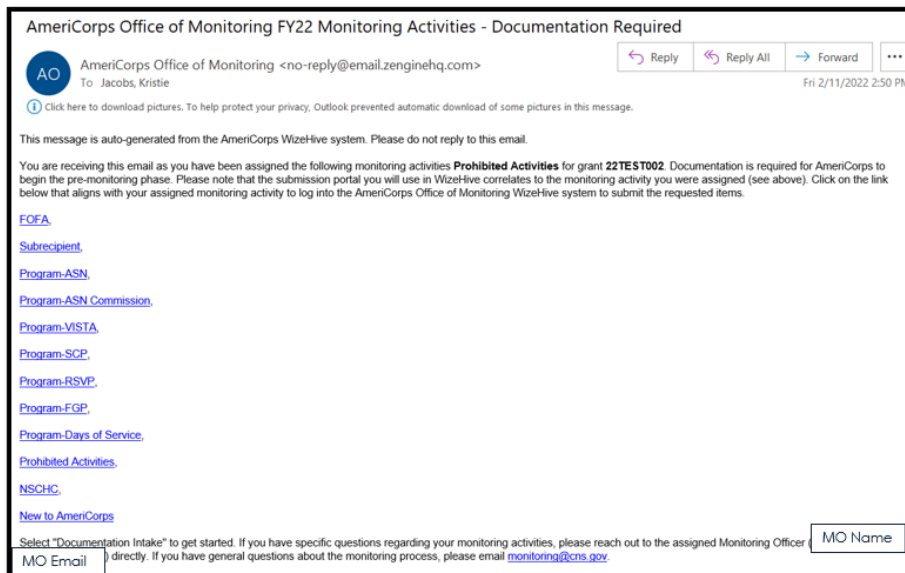 AmeriCorps Office of Monitoring FY22 Monitoring Activities - Documentation Required
AO
AmeriCorps Office of Monitoring <no-reply@email.zenginehq.com>
To Jacobs, Kristie
Reply
Reply All
Forward
...
Fri 2/11/2022 2:50 PM
Click here to download pictures. To help protect your privacy, Outlook prevented automatic download of some pictures in this message.
This message is auto-generated from the AmeriCorps WizeHive system. Please do not reply to this email.
You are receiving this email as you have been assigned the following monitoring activities Prohibited Activities for grant 22TEST002. Documentation is required for AmeriCorps to
begin the pre-monitoring phase. Please note that the submission portal you will use in WizeHive correlates to the monitoring activity you were assigned (see above). Click on the link
below that aligns with your assigned monitoring activity to log into the AmeriCorps Office of Monitoring WizeHive system to submit the requested items.
FOFA,
Subrecipient,
Program-ASN,
Program-ASN Commission,
Program-VISTA,
Program-SCP,
Program-RSVP,
Program-FGP,
Program-Days of Service,
Prohibited Activities,
NSCHC,
New to AmeriCorps
Select "Documentation Intake" to get started. If you have specific questions regarding your monitoring activities, please reach out to the assigned Monitoring Officer (
MO Name
MO Email
) directly. If you have general questions about the monitoring process, please email monitoring@cns.gov.